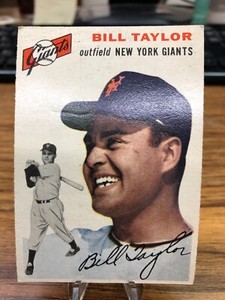 Giants
BILL TAYLOR
outfield NEW YORK GIANTS
Bill Taylor